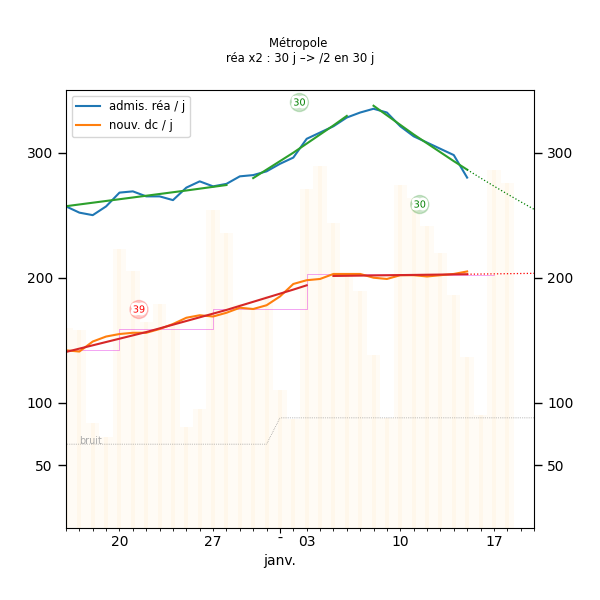 Métropole
réa x2 : 30 j –> /2 en 30 j
admis. réa / j
nouv. dc / j
30
300
300
30
200
200
39
100
100
bruit
50
50
20
27
-
03
10
17
janv.